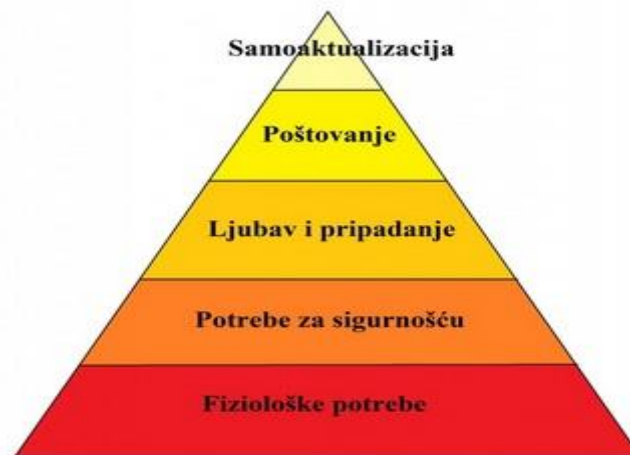 Samoaktualizacija
Poštovanje
Ljubav i pripadanje
Potrebe za sigurnošću
Fiziološke potrebe